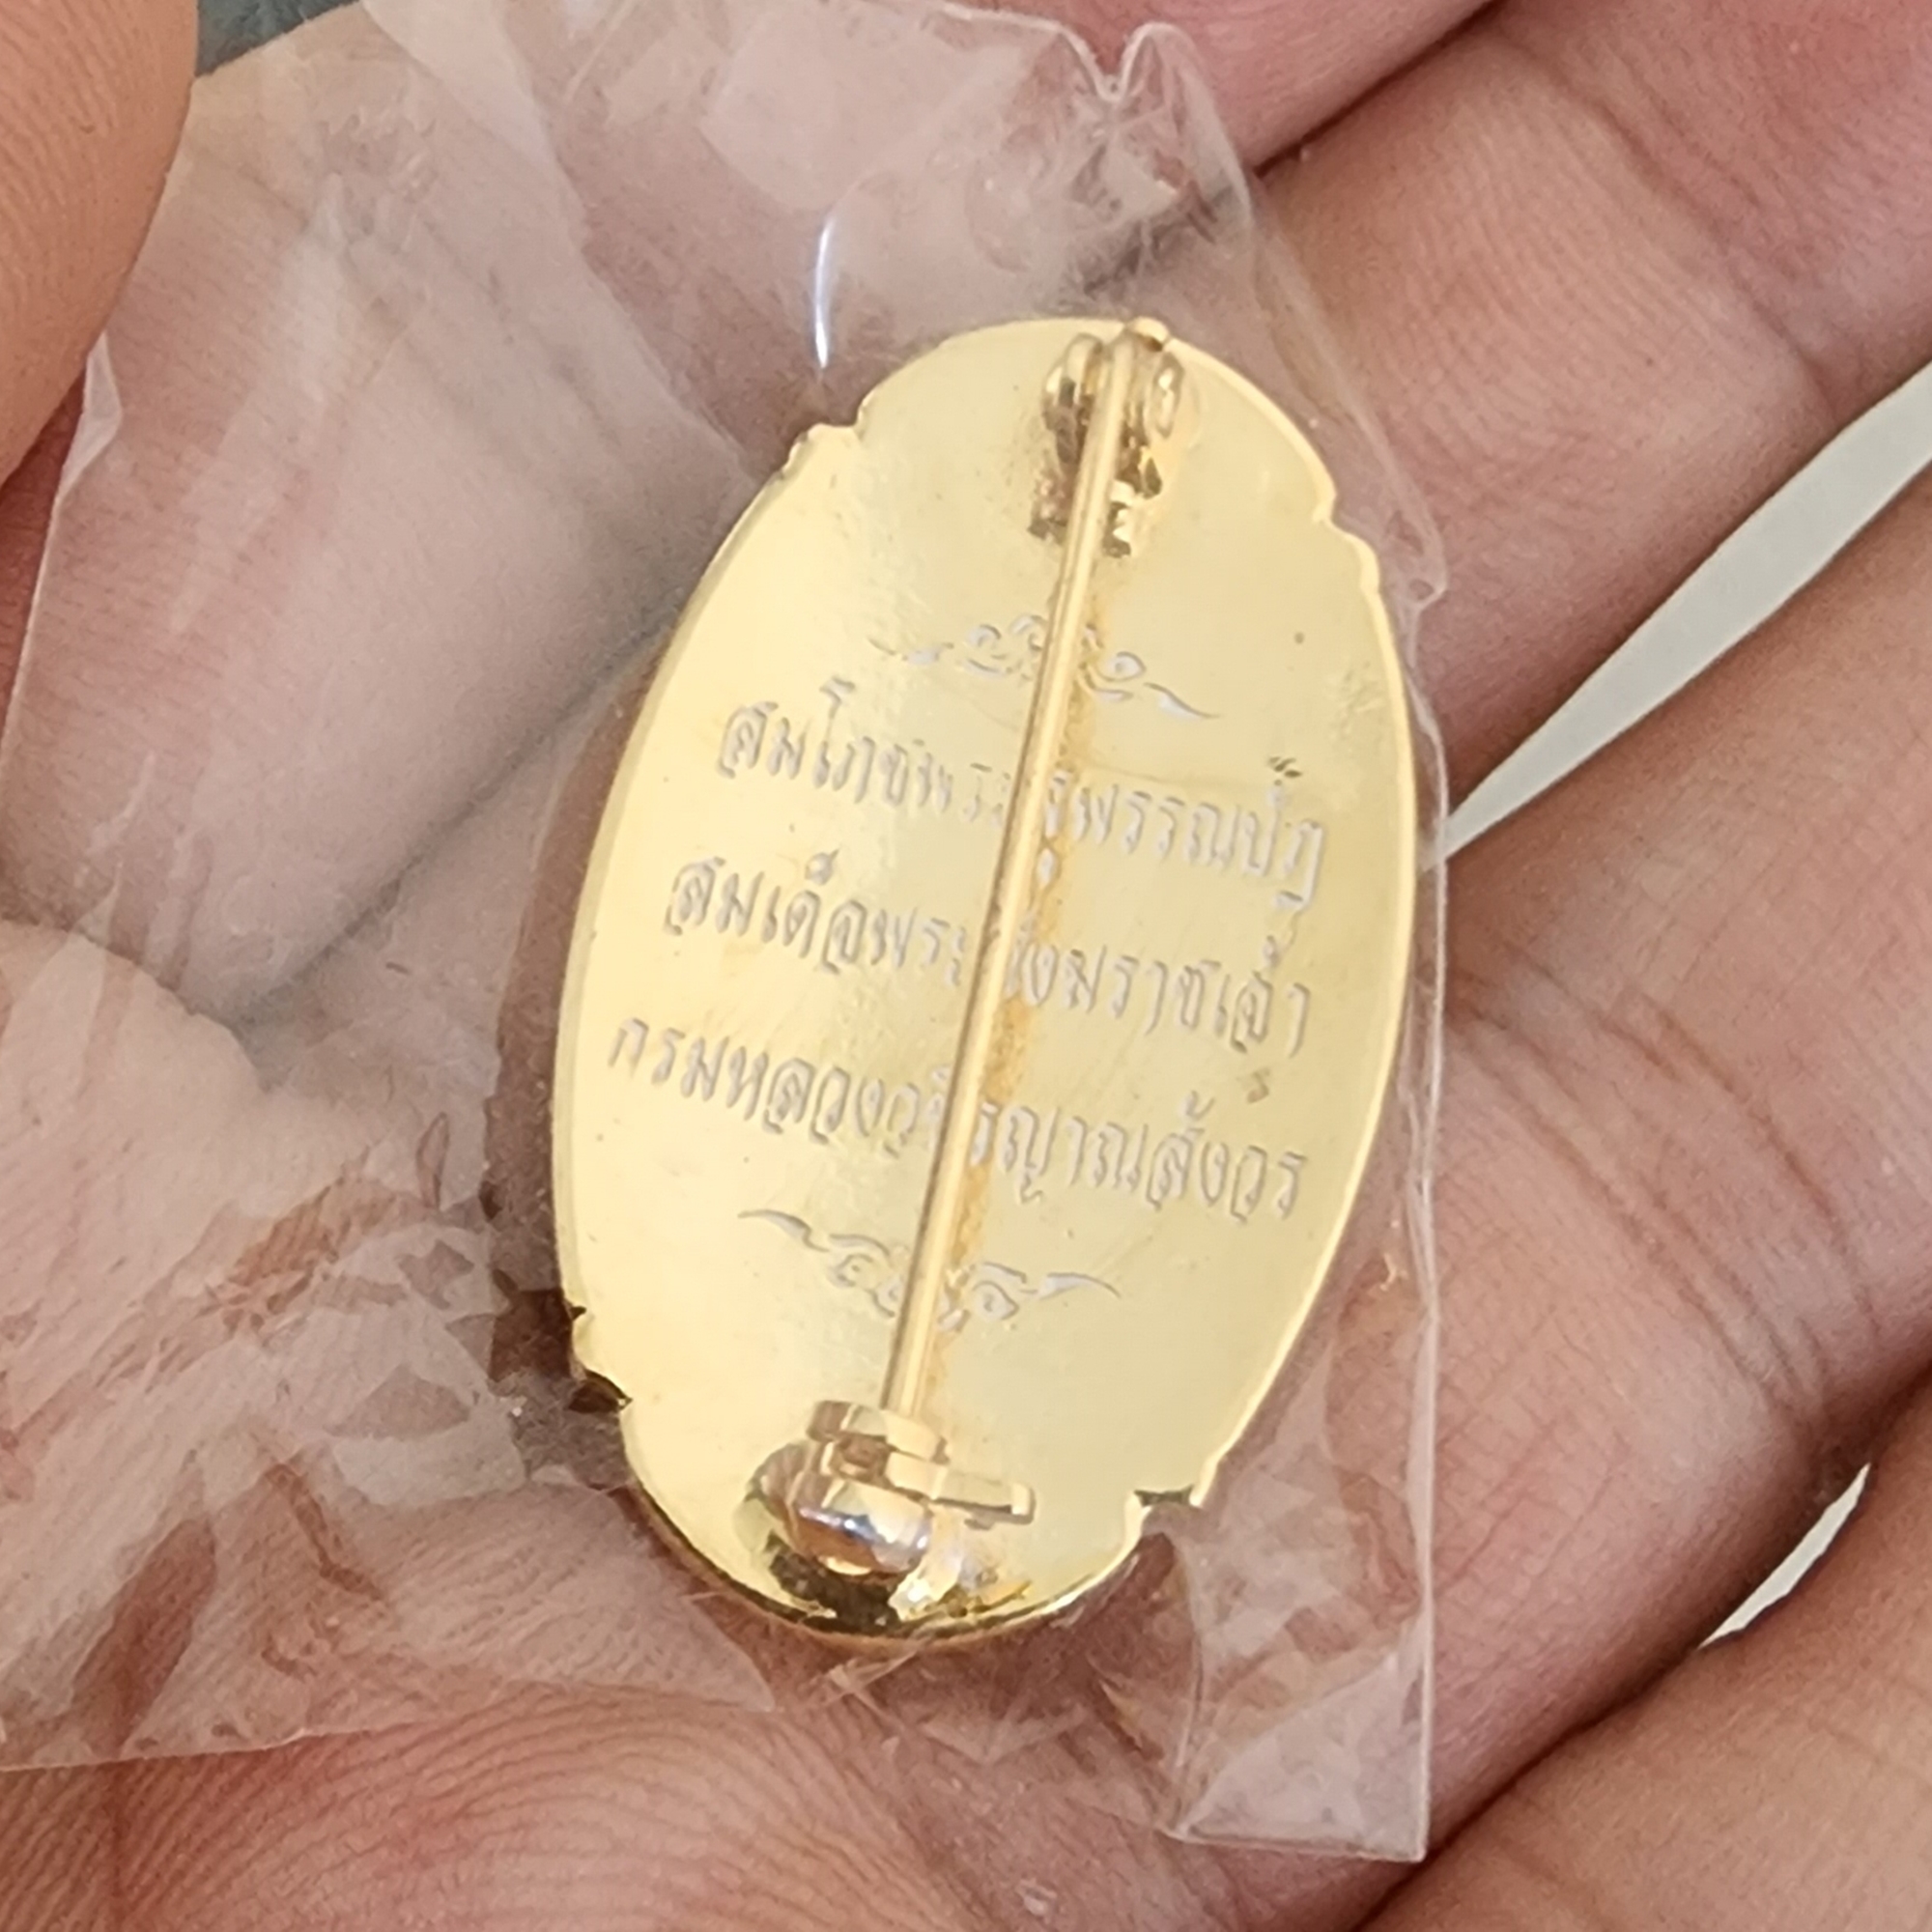 สมโภชพระสุพรรณบัฏ
สมเด็จพระสังฆราชเจ้า
กรมหลวงวชิรญาณสังวร